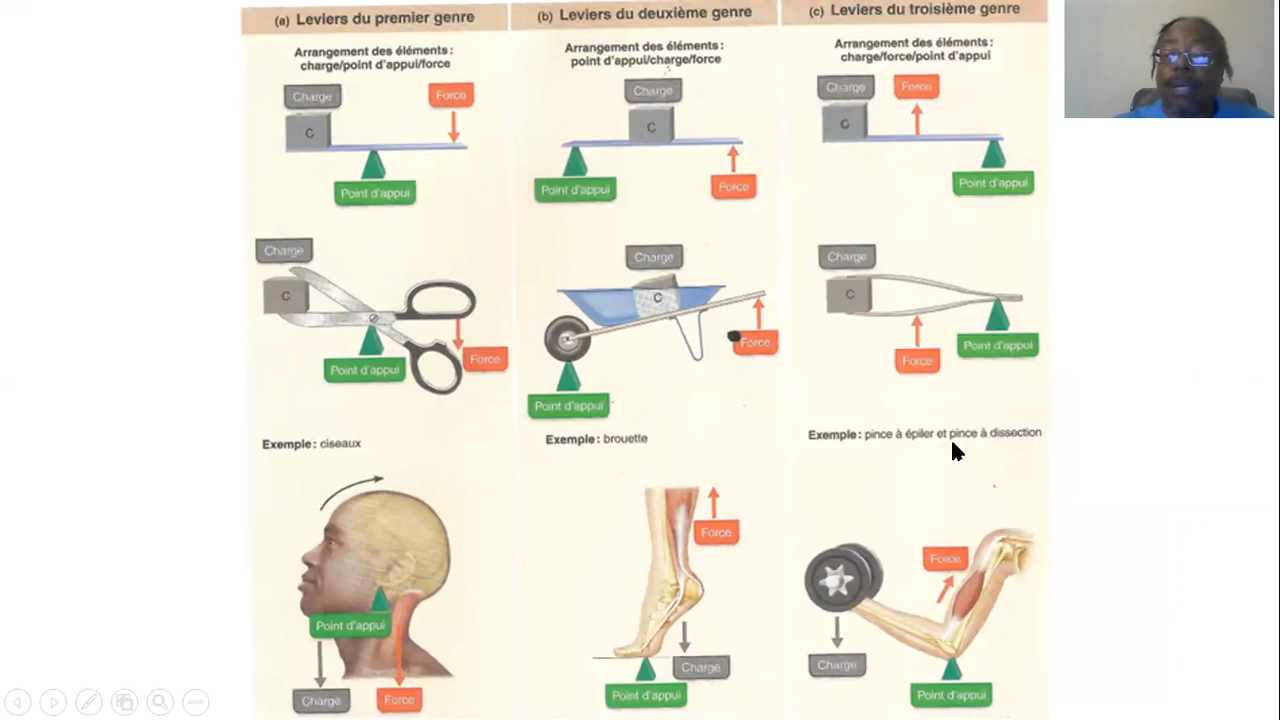 (a) Leviers du premier genre
Arrangement des éléments :
charge/point d'appui/force
Charge
Force
C
Point d'appui
Charge
C
Point d'appui
Force
Exemple : ciseaux
Point d'appui
Charge
Force
(b) Leviers du deuxième genre
Arrangement des éléments :
point d'appui/charge/force
Charge
C
Point d'appui
Force
Charge
C
Force
Point d'appui
Exemple : brouette
Force
Charge
Point d'appui
(c) Leviers du troisième genre
Arrangement des éléments :
charge/force/point d'appui
Charge
Force
C
Point d'appui
Charge
C
Point d'appui
Force
Exemple : pince à épiler et pince à dissection
Force
Charge
Point d'appui